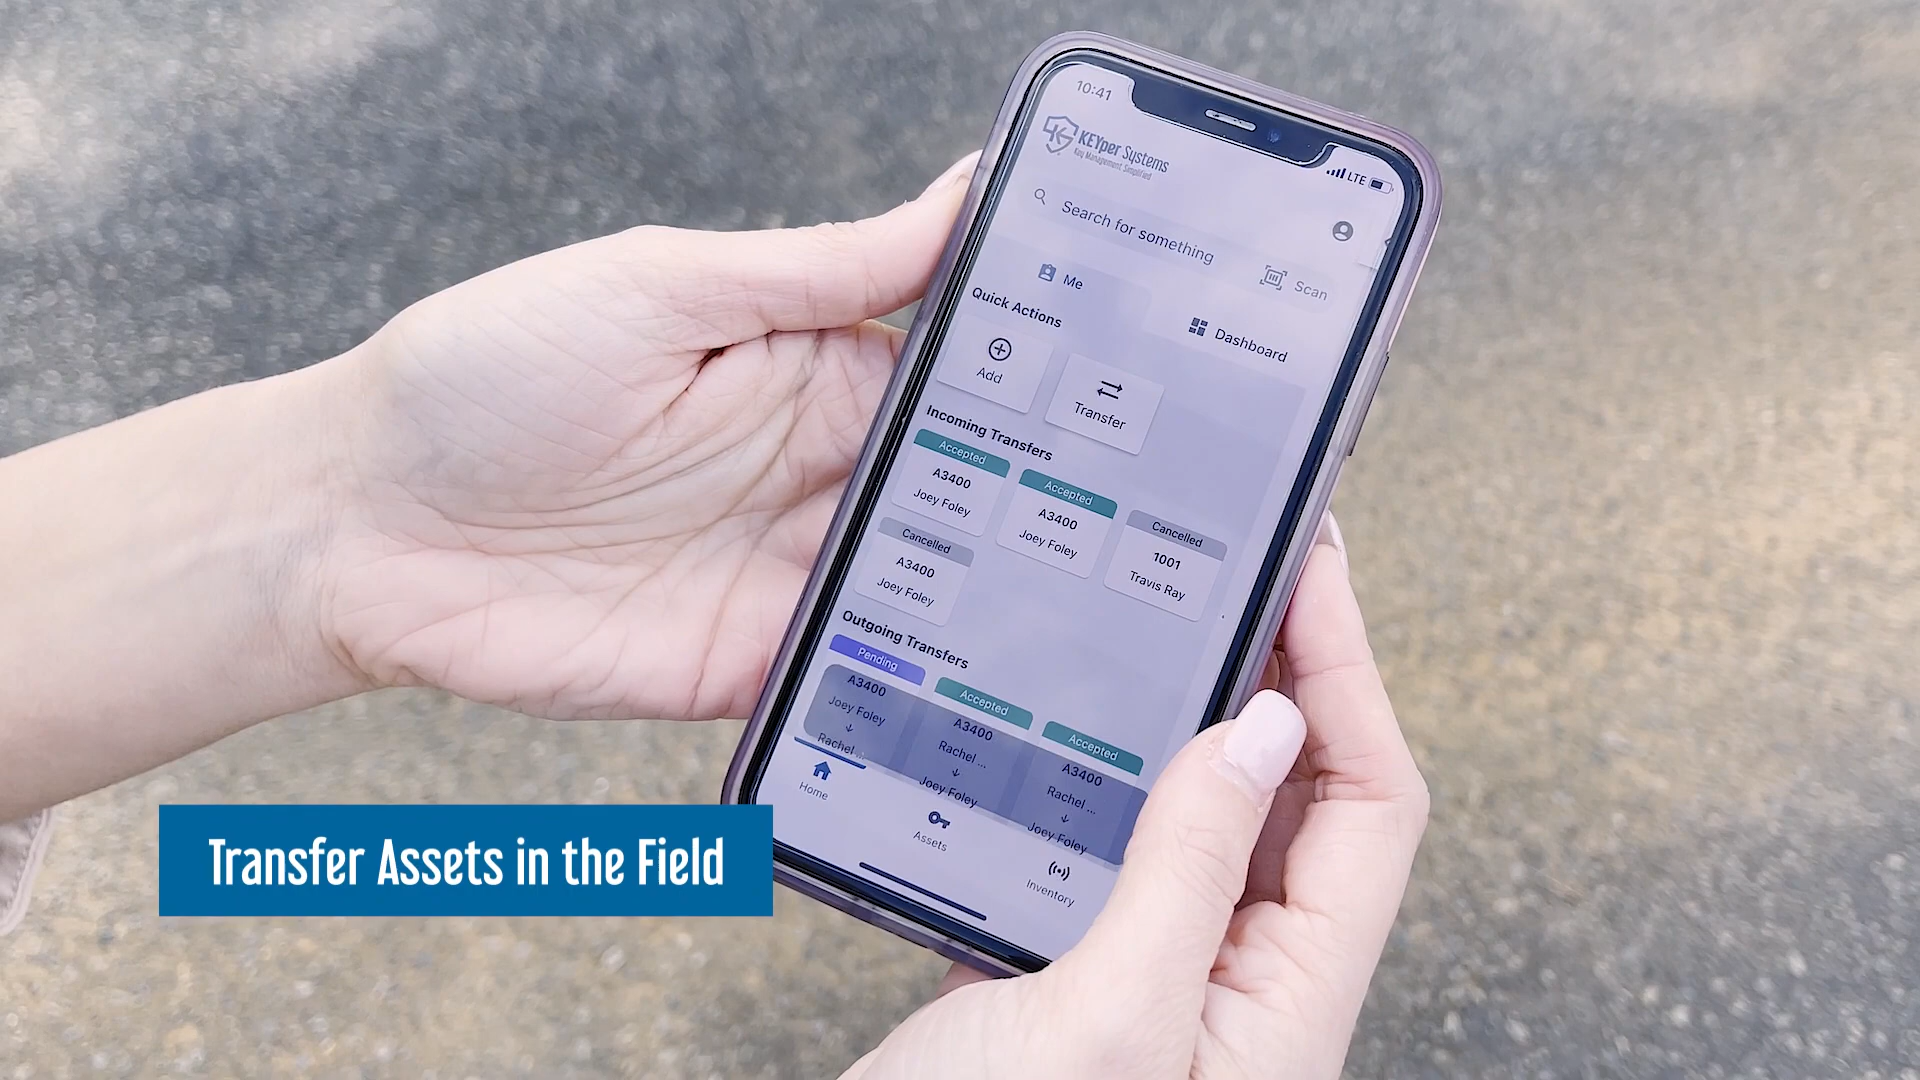 10:41
LTE
KEYper Systems
Key Management Simplified
Search for something
Scan
Me
Dashboard
Quick Actions
Add
Transfer
Incoming Transfers
Accepted
A3400
Joey Foley
Accepted
A3400
Joey Foley
Cancelled
1001
Travis Ray
Cancelled
A3400
Joey Foley
Outgoing Transfers
Pending
A3400
Joey Foley
↓
Rachel ...
Accepted
A3400
Rachel ...
↓
Joey Foley
Accepted
A3400
Rachel ...
↓
Joey Foley
Home
Assets
Inventory
Transfer Assets in the Field